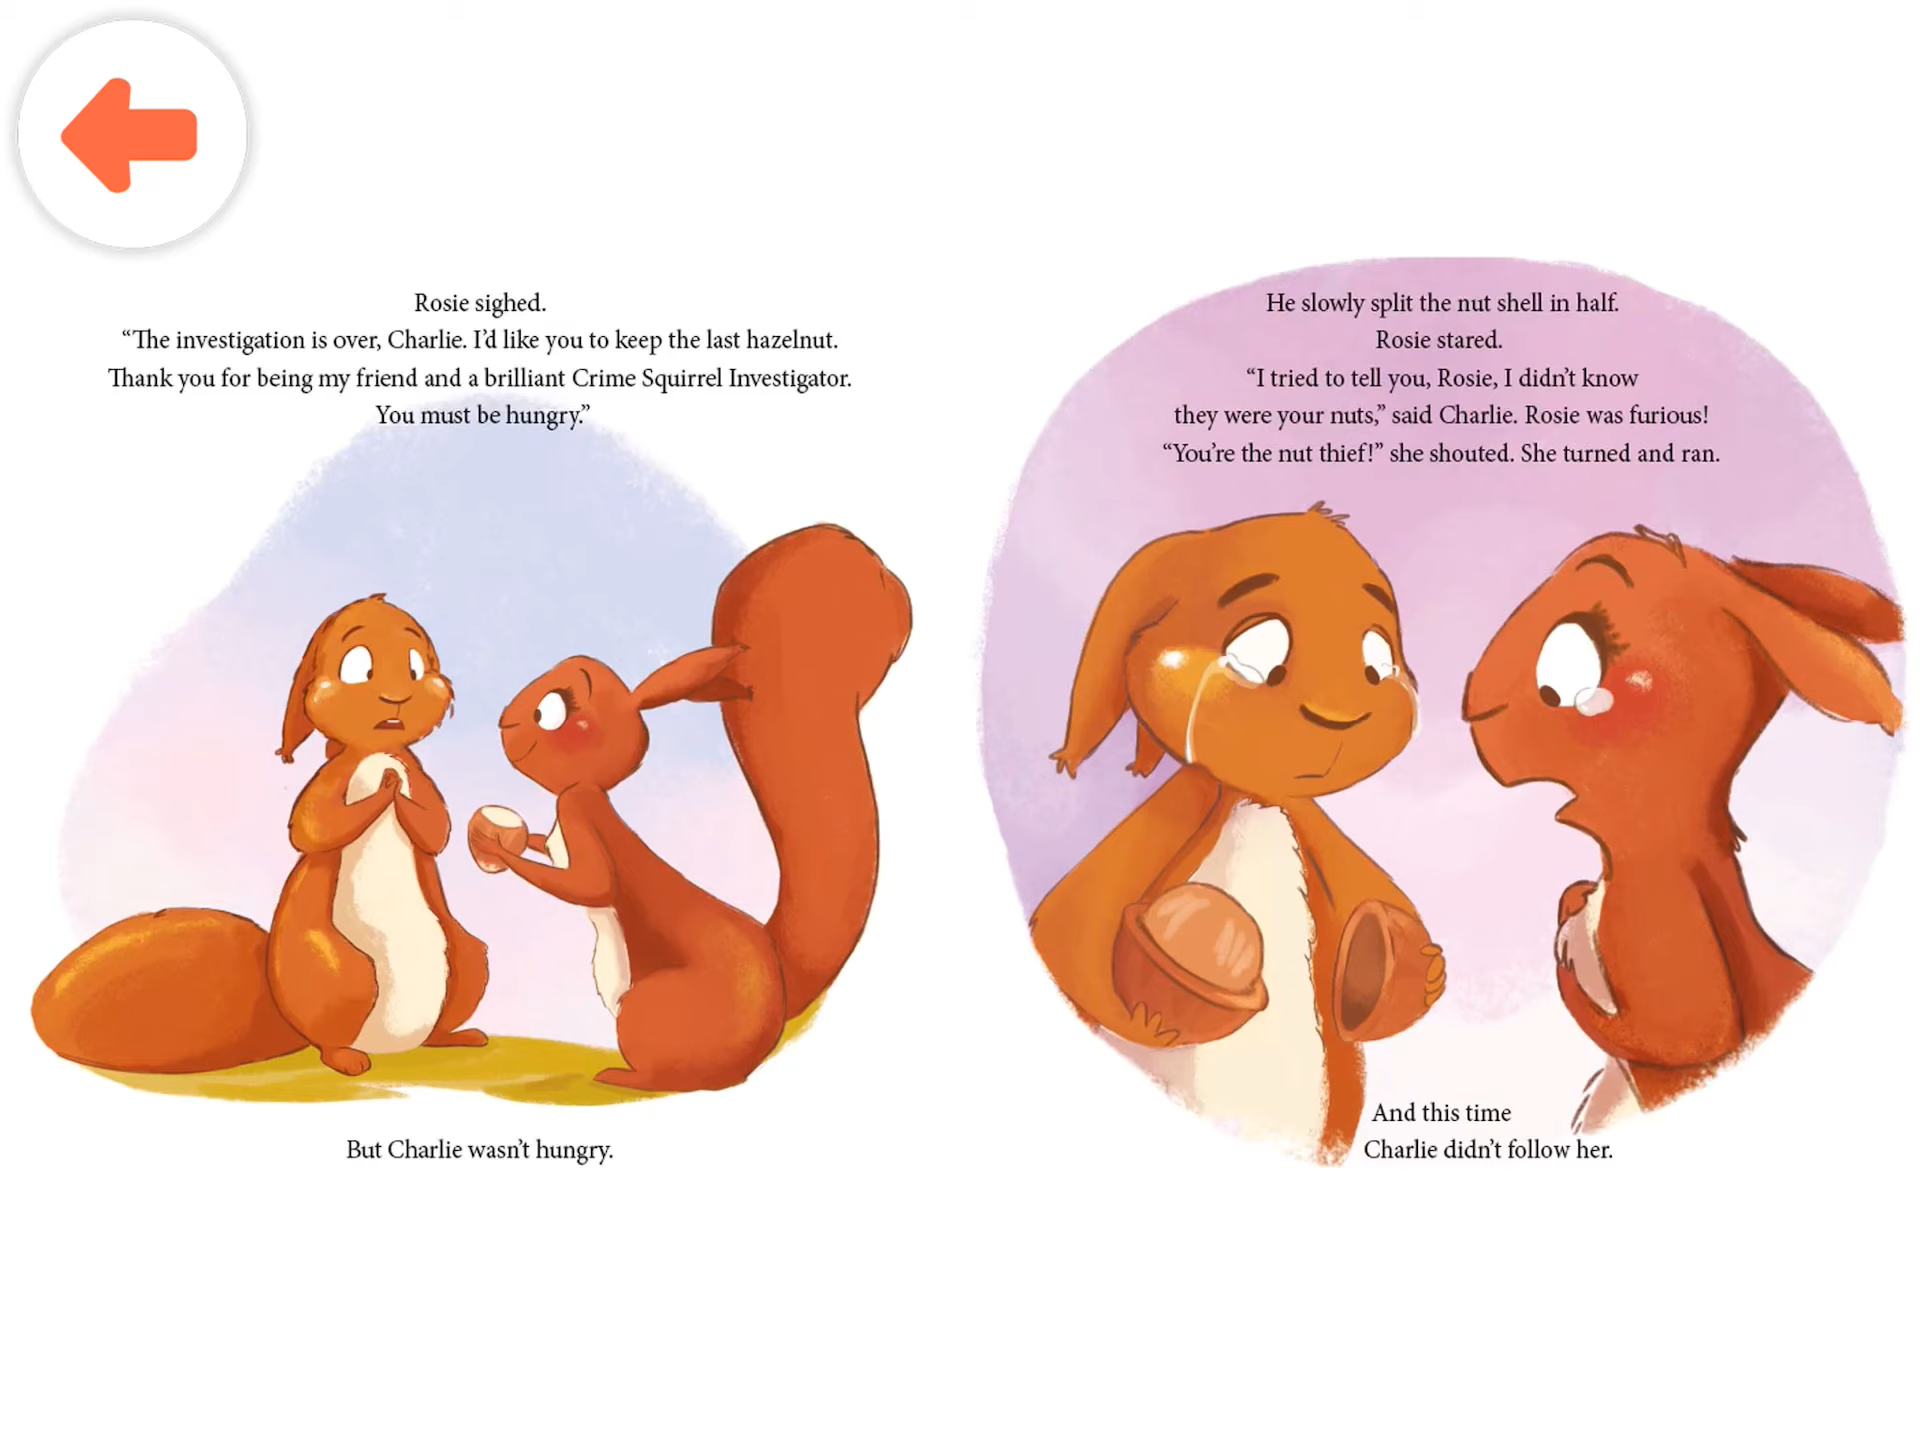 Rosie sighed.
“The investigation is over, Charlie. I’d like you to keep the last hazelnut.
Thank you for being my friend and a brilliant Crime Squirrel Investigator.
You must be hungry.”
But Charlie wasn’t hungry.
He slowly split the nut shell in half.
Rosie stared.
“I tried to tell you, Rosie, I didn’t know
they were your nuts,” said Charlie. Rosie was furious!
“You’re the nut thief!” she shouted. She turned and ran.
And this time
Charlie didn’t follow her.